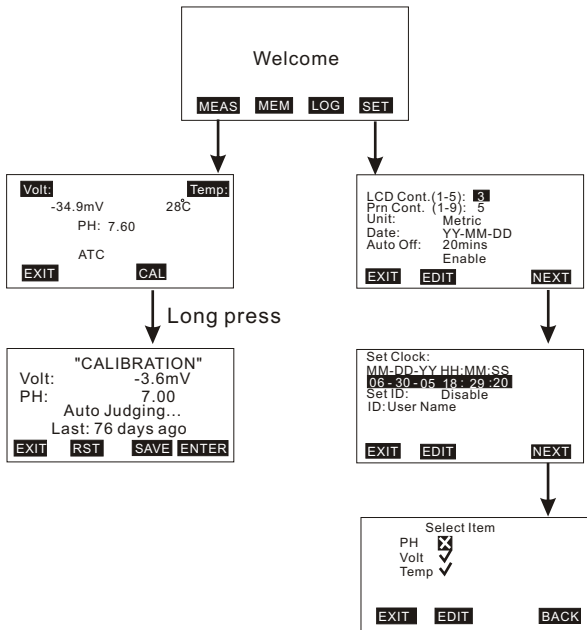 Welcome
MEAS MEM LOG SET
Volt: Temp:
-34.9mV 28°C
PH: 7.60
ATC
EXIT CAL
Long press
"CALIBRATION"
Volt: -3.6mV
PH: 7.00
Auto Judging...
Last: 76 days ago
EXIT RST SAVE ENTER
LCD Cont.(1-5): 3
Prn Cont. (1-9): 5
Unit: Metric
Date: YY-MM-DD
Auto Off: 20mins
Enable
EXIT EDIT NEXT
Set Clock:
MM-DD-YY HH:MM:SS
06-30-05 18:29:20
Set ID: Disable
ID:User Name
EXIT EDIT NEXT
Select Item
PH
Volt
Temp
EXIT EDIT BACK